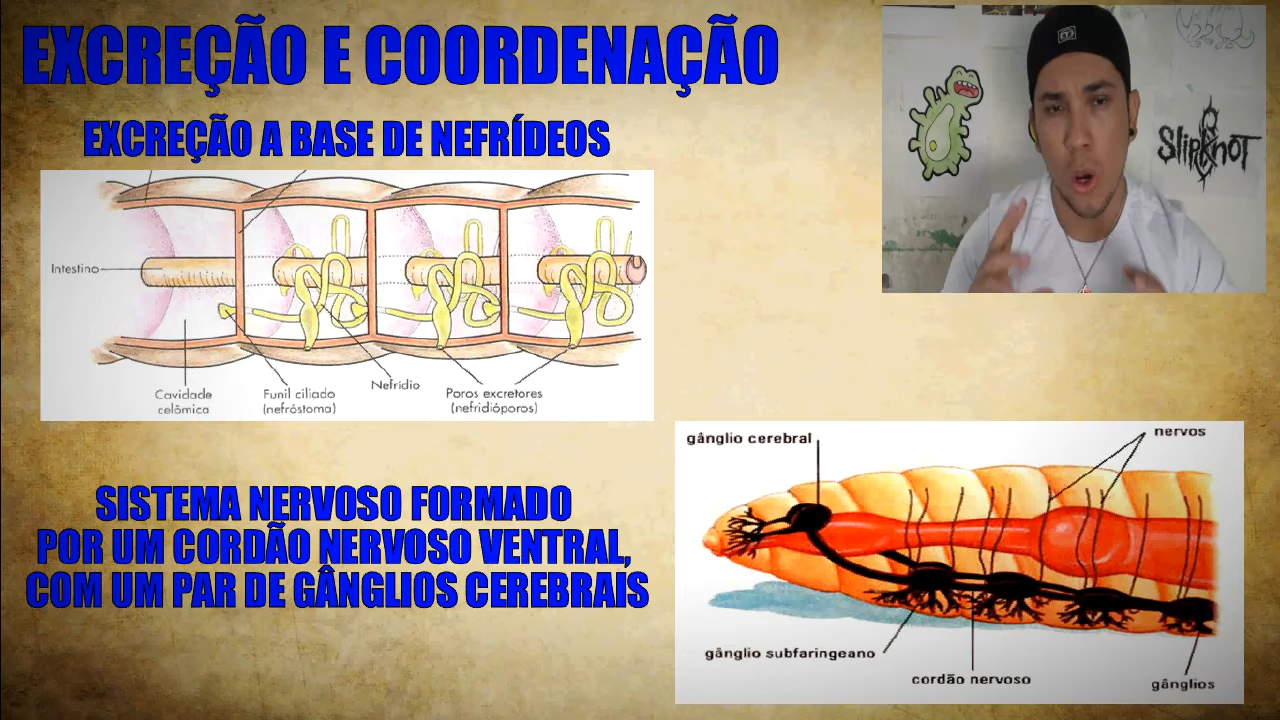 EXCREÇÃO E COORDENAÇÃO
EXCREÇÃO A BASE DE NEFRÍDEOS
Intestino
Cavidade
celômica
Funil ciliado
(nefróstoma)
Nefrídio
Poros excretores
(nefridióporos)
SlipKnoT
SISTEMA NERVOSO FORMADO
POR UM CORDÃO NERVOSO VENTRAL,
COM UM PAR DE GÂNGLIOS CEREBRAIS
gânglio cerebral
nervos
gânglio subfaringeano
cordão nervoso
gânglios